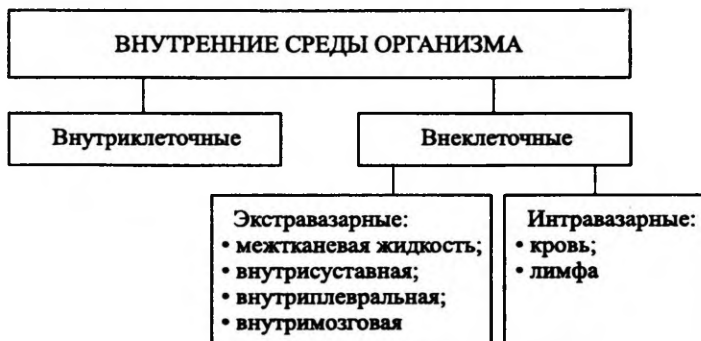 ВНУТРЕННИЕ СРЕДЫ ОРГАНИЗМА
Внутриклеточные
Внеклеточные
Экстравазарные:
• межтканевая жидкость;
• внутрисуставная;
• внутриплевральная;
• внутримозговая
Интравазарные:
• кровь;
• лимфа